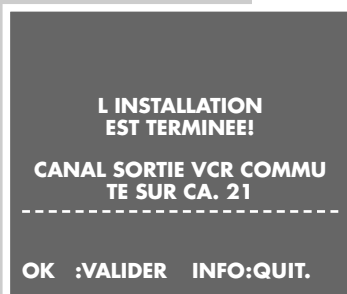 L INSTALLATION
EST TERMINEE!
CANAL SORTIE VCR COMMU
TE SUR CA. 21
OK :VALIDER INFO:QUIT.